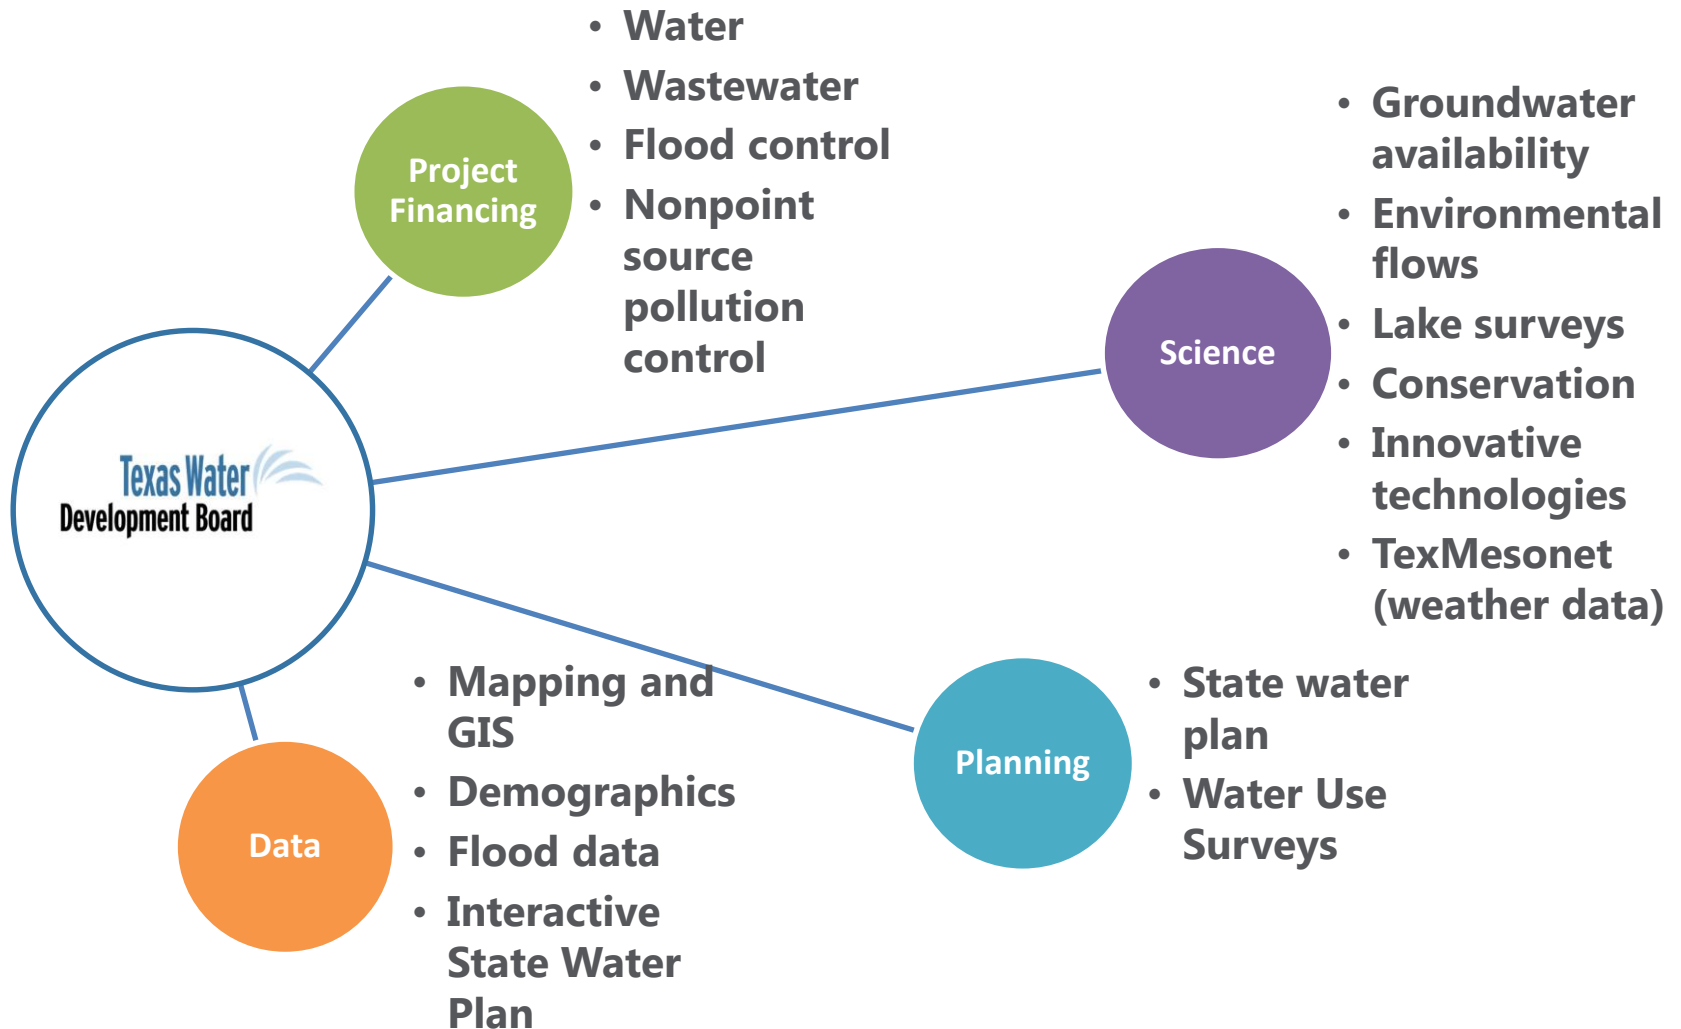 Texas Water
Development Board
Project
Financing
• Water
• Wastewater
• Flood control
• Nonpoint
source
pollution
control
Science
• Groundwater
availability
• Environmental
flows
• Lake surveys
• Conservation
• Innovative
technologies
• TexMesonet
(weather data)
Planning
• State water
plan
• Water Use
Surveys
Data
• Mapping and
GIS
• Demographics
• Flood data
• Interactive
State Water
Plan